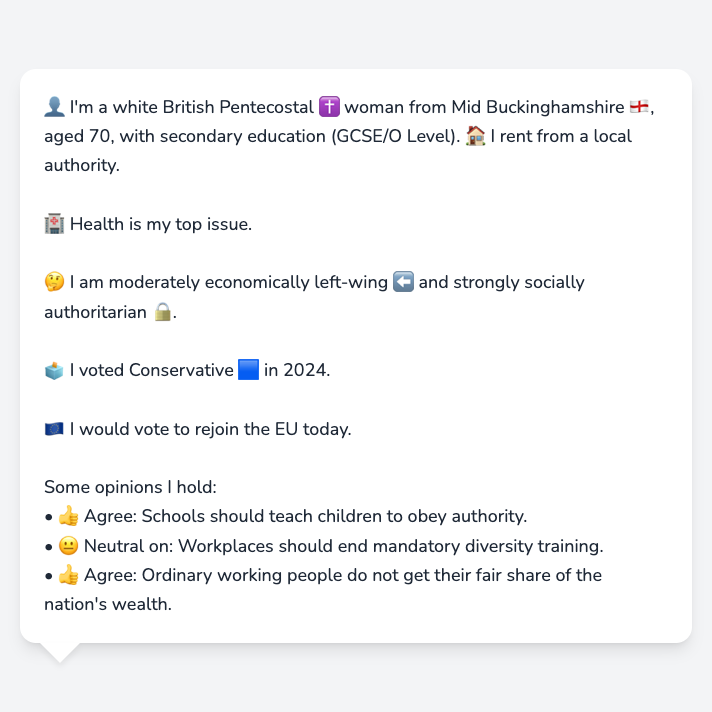 👤 I'm a white British Pentecostal ✝️ woman from Mid Buckinghamshire 🏴󠁧󠁢󠁥󠁮󠁧󠁿,
aged 70, with secondary education (GCSE/O Level). 🏠 I rent from a local
authority.
🏥 Health is my top issue.
🤔 I am moderately economically left-wing ⬅️ and strongly socially
authoritarian 🔒.
🗳️ I voted Conservative 🟦 in 2024.
🇪🇺 I would vote to rejoin the EU today.
Some opinions I hold:
• 👍 Agree: Schools should teach children to obey authority.
• 😐 Neutral on: Workplaces should end mandatory diversity training.
• 👍 Agree: Ordinary working people do not get their fair share of the
nation's wealth.